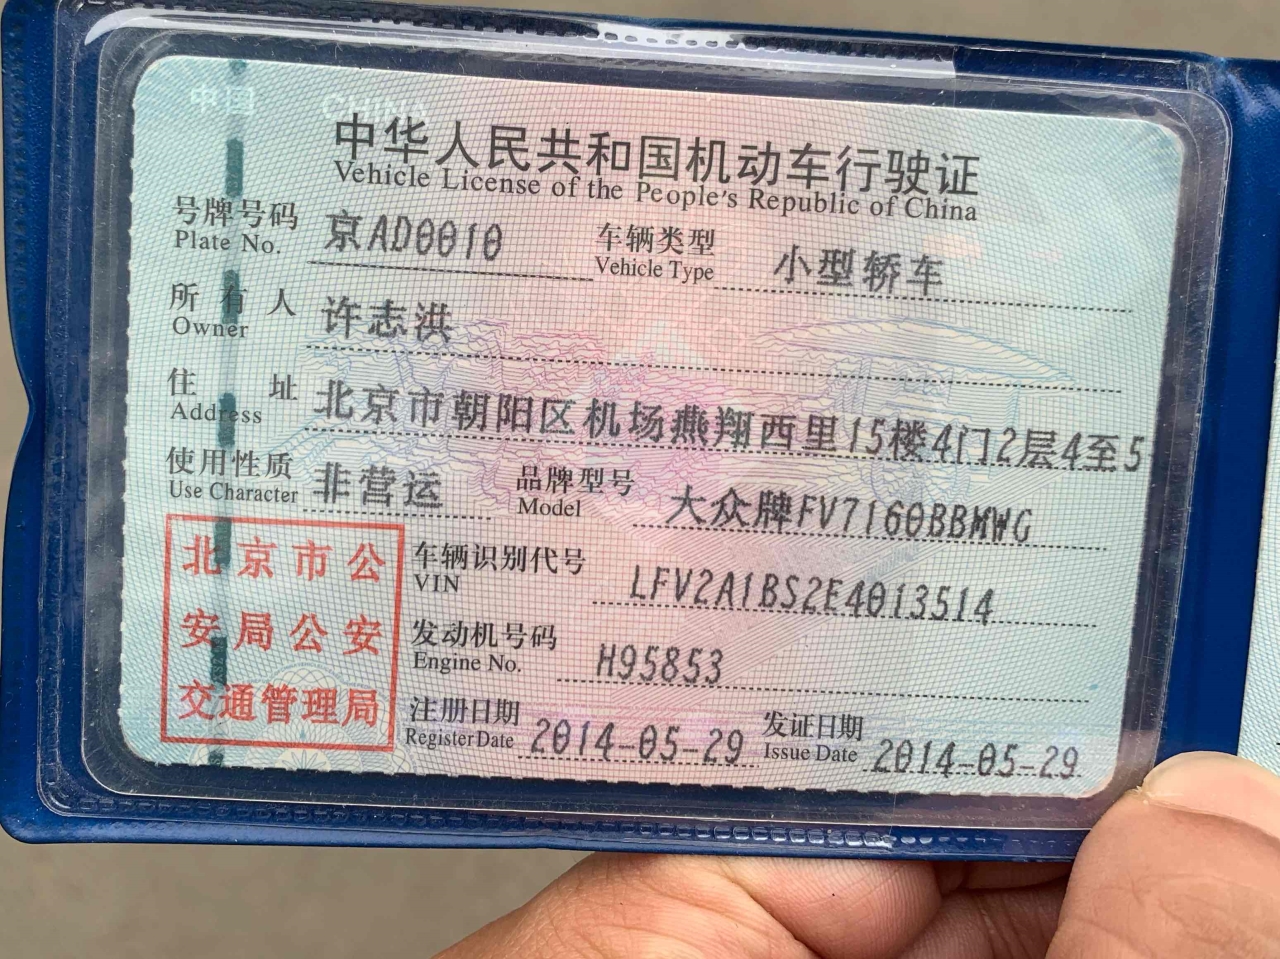 中国 CHINA
中华人民共和国机动车行驶证
Vehicle License of the People's Republic of China
号牌号码 京AD0010 车辆类型 小型轿车
Plate No. Vehicle Type
所有人 许志洪
Owner
住址 北京市朝阳区机场燕翔西里15楼4门2层4至5
Address
使用性质 非营运 品牌型号 大众牌FV7160BBMWG
Use Character Model
北京市公
安局公安
交通管理局
车辆识别代号 LFV2A1BS2E4013514
VIN
发动机号码 H95853
Engine No.
注册日期 2014-05-29 发证日期 2014-05-29
Register Date Issue Date